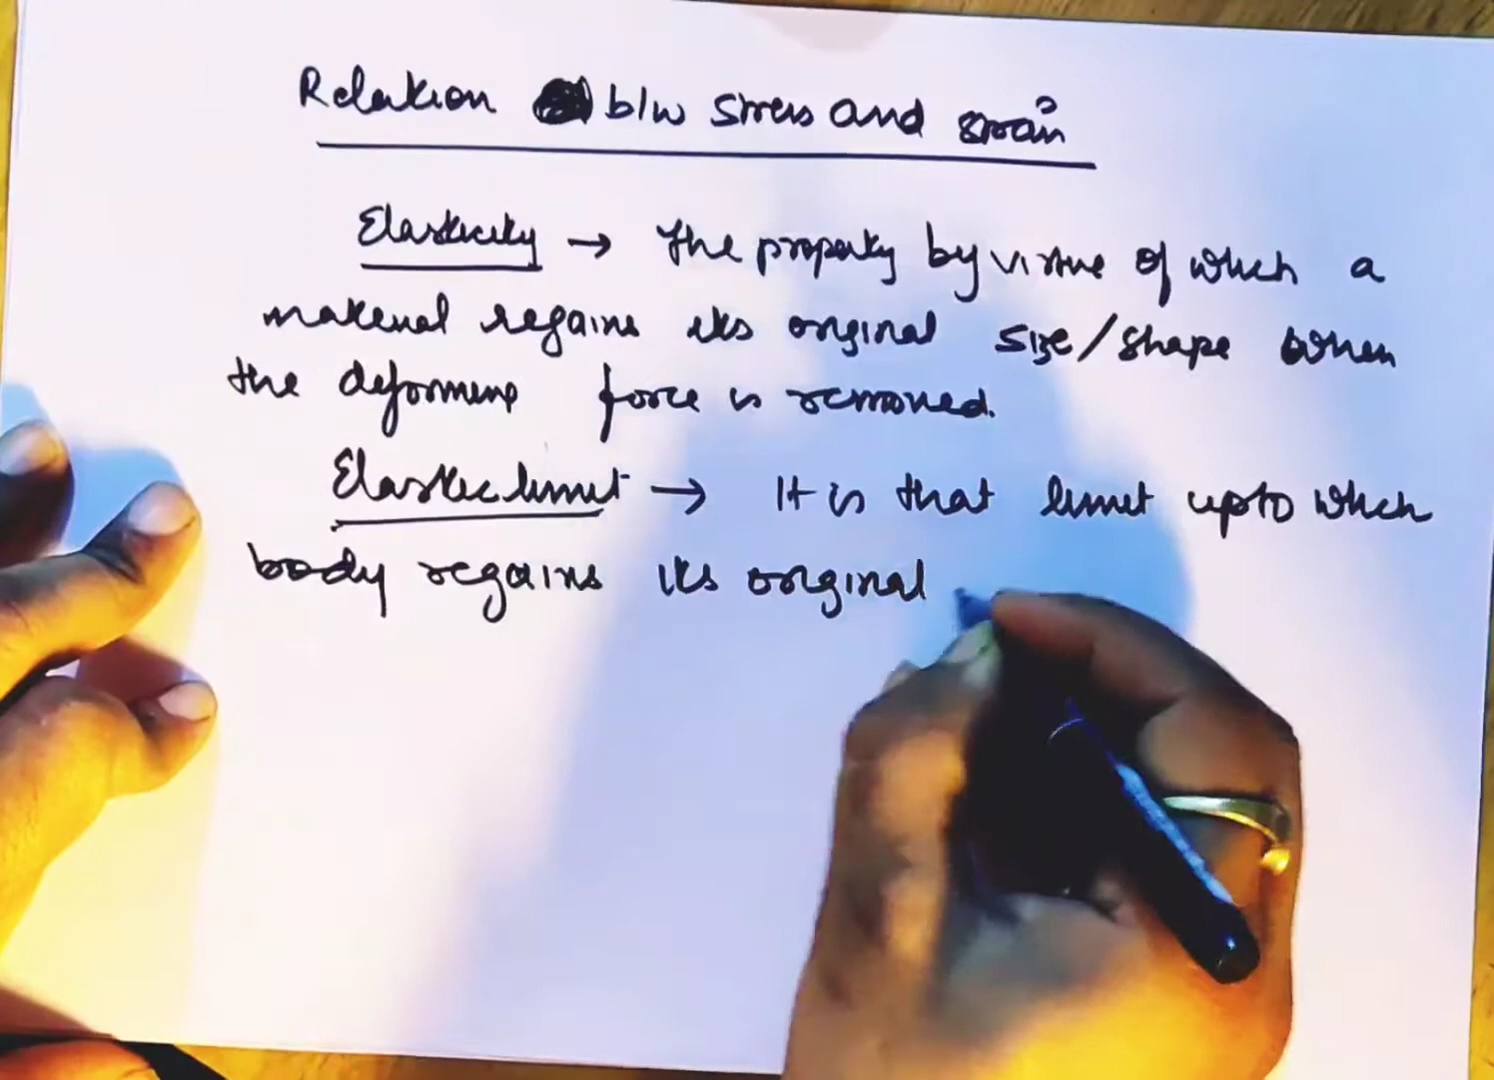 Relation b/w stress and strain
Elasticity → The property by virtue of which a
material regains its original size/shape when
the deforming force is removed.
Elastic limit → It is that limit upto which
body regains its original